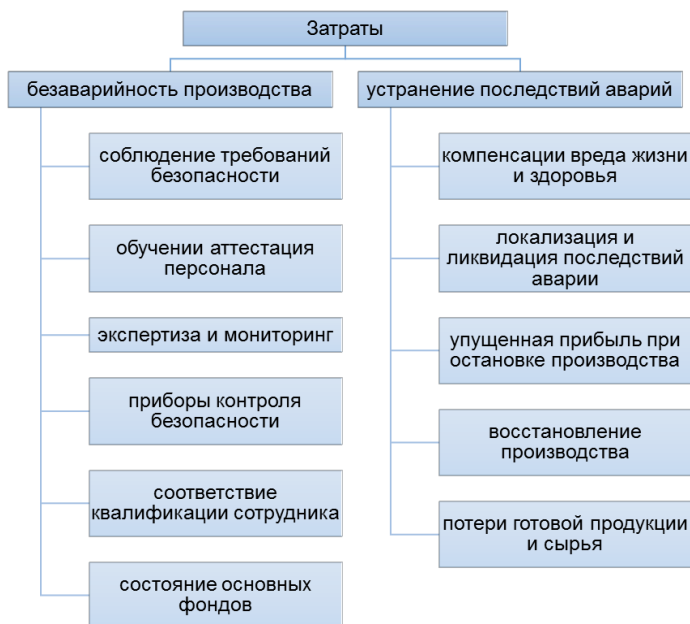 Затраты
безаварийность производства
соблюдение требований
безопасности
обучении аттестация
персонала
экспертиза и мониторинг
приборы контроля
безопасности
соответствие
квалификации сотрудника
состояние основных
фондов
устранение последствий аварий
компенсации вреда жизни
и здоровья
локализация и
ликвидация последствий
аварии
упущенная прибыль при
остановке производства
восстановление
производства
потери готовой продукции
и сырья